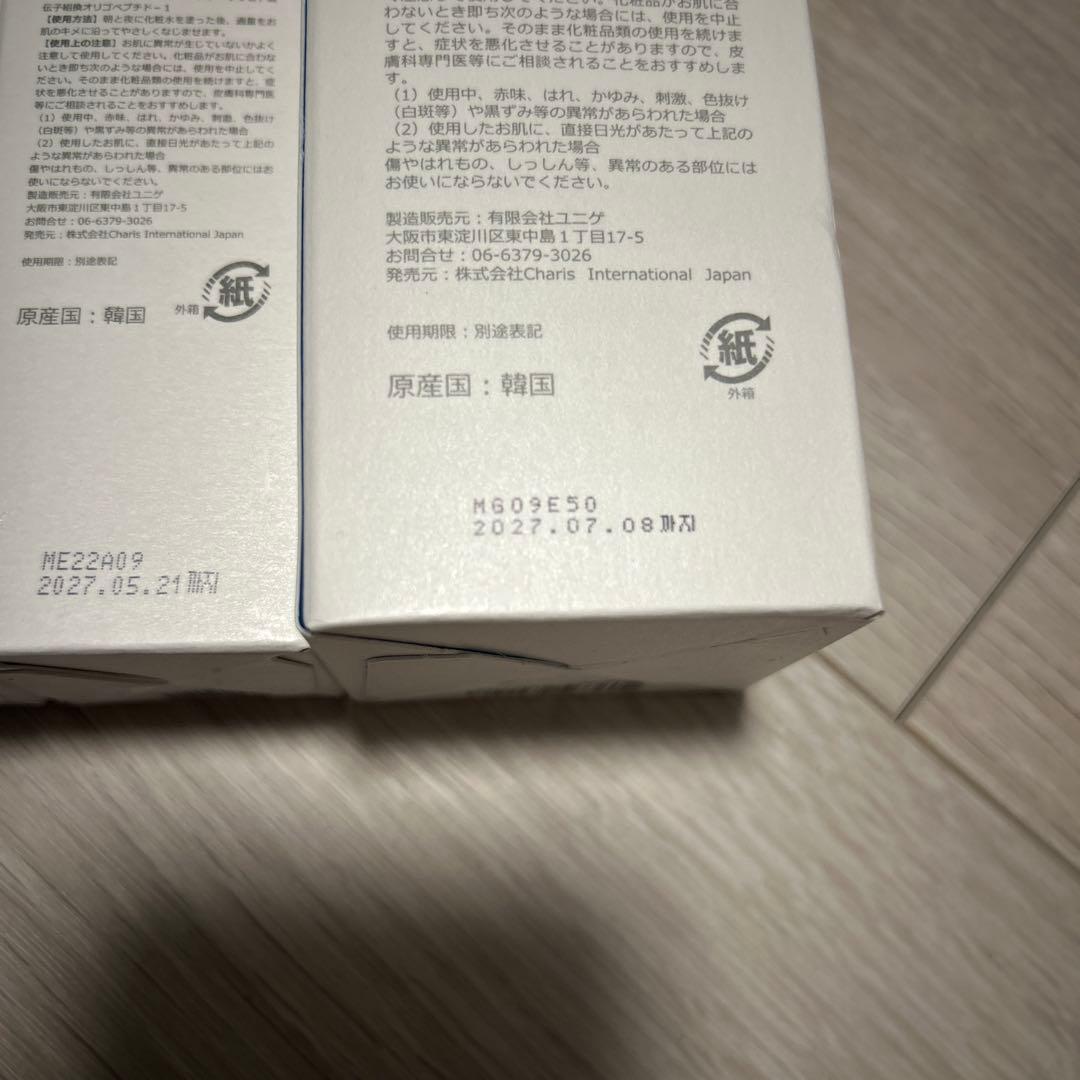 伝子組換オリゴペプチド-1
【使用方法】朝と夜に化粧水を塗った後、適量をお
肌のキメに沿ってやさしくなじませます。
【使用上の注意】お肌に異常が生じていないかよく
注意して使用してください。化粧品がお肌に合わな
いとき即ち次のような場合には、使用を中止してく
ださい。そのまま化粧品類の使用を続けますと、症
状を悪化させることがありますので、皮膚科専門医
等にご相談されることをおすすめします。
(1) 使用中、赤味、はれ、かゆみ、刺激、色抜け
(白斑等) や黒ずみ等の異常があらわれた場合
(2) 使用したお肌に、直接日光があたって上記の
ような異常があらわれた場合
傷やはれもの、しっしん等、異常のある部位にはお
使いにならないでください。
製造販売元:有限会社ユニゲ
大阪市東淀川区東中島1丁目17-5
お問合せ:06-6379-3026
発売元:株式会社Charis International Japan
使用期限:別途表記
原産国:韓国
外箱
紙
ME22A09
2027.05.21까지
わないとき即ち次のような場合には、使用を中止
してください。そのまま化粧品類の使用を続けま
すと、症状を悪化させることがありますので、皮
膚科専門医等にご相談されることをおすすめしま
す。
(1) 使用中、赤味、はれ、かゆみ、刺激、色抜け
(白斑等) や黒ずみ等の異常があらわれた場合
(2) 使用したお肌に、直接日光があたって上記の
ような異常があらわれた場合
傷やはれもの、しっしん等、異常のある部位には
お使いにならないでください。
製造販売元:有限会社ユニゲ
大阪市東淀川区東中島1丁目17-5
お問合せ:06-6379-3026
発売元:株式会社Charis International Japan
使用期限:別途表記
原産国:韓国
紙
外箱
MG09E50
2027.07.08까지